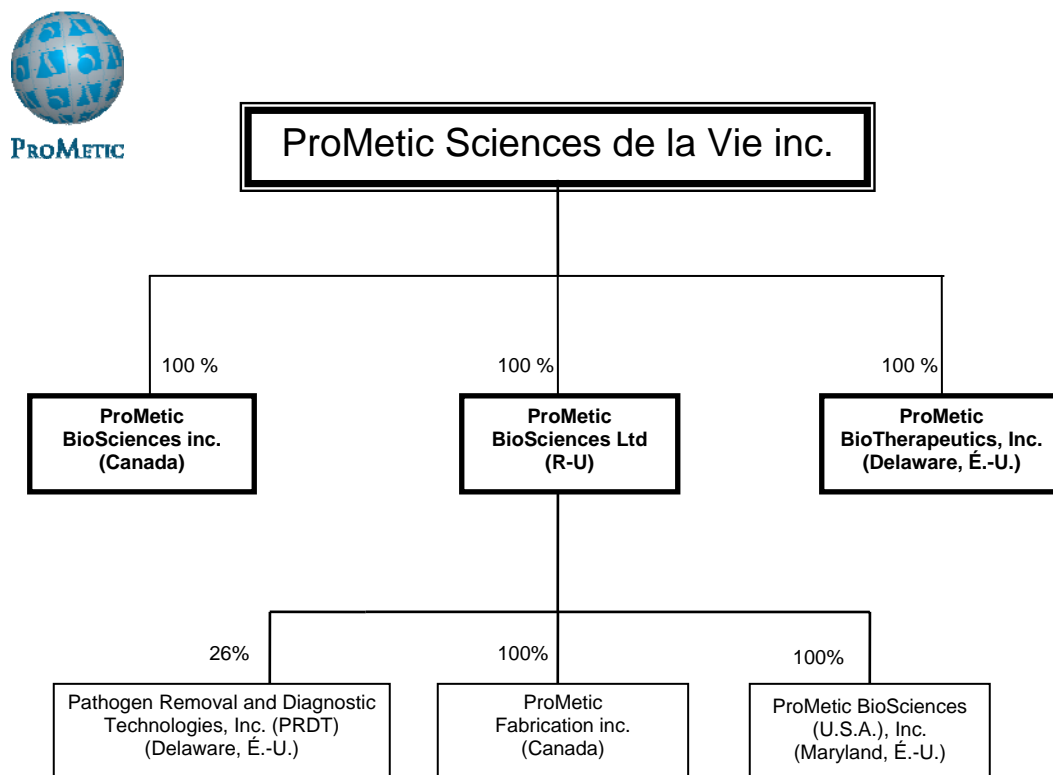 PROMETIC
ProMetic Sciences de la Vie inc.
100 %
100 %
100 %
ProMetic
BioSciences inc.
(Canada)
ProMetic
BioSciences Ltd
(R-U)
ProMetic
BioTherapeutics, Inc.
(Delaware, É.-U.)
26%
100%
100%
Pathogen Removal and Diagnostic
Technologies, Inc. (PRDT)
(Delaware, É.-U.)
ProMetic
Fabrication inc.
(Canada)
ProMetic BioSciences
(U.S.A.), Inc.
(Maryland, É.-U.)